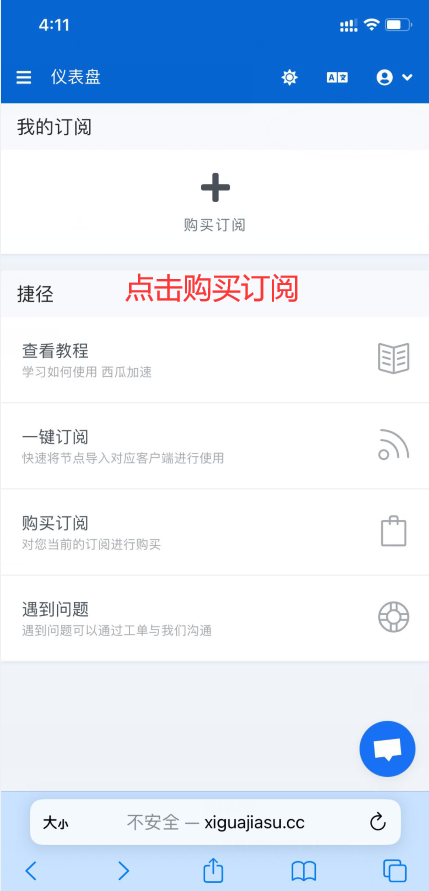 4:11
仪表盘
我的订阅
购买订阅
捷径
点击购买订阅
查看教程
学习如何使用 西瓜加速
一键订阅
快速将节点导入对应客户端进行使用
购买订阅
对您当前的订阅进行购买
遇到问题
遇到问题可以通过工单与我们沟通
大小 不安全 — xiguajiasu.cc